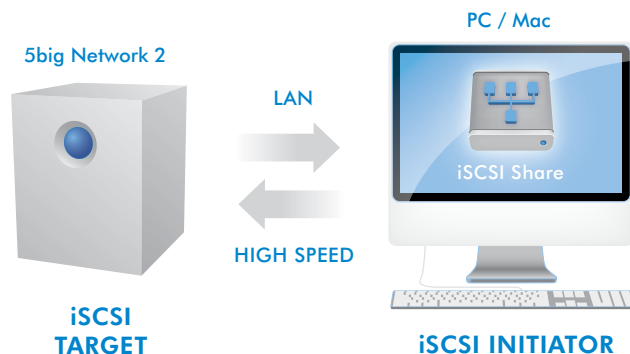 PC / Mac
5big Network 2
LAN
iSCSI Share
HIGH SPEED
iSCSI
TARGET
iSCSI INITIATOR